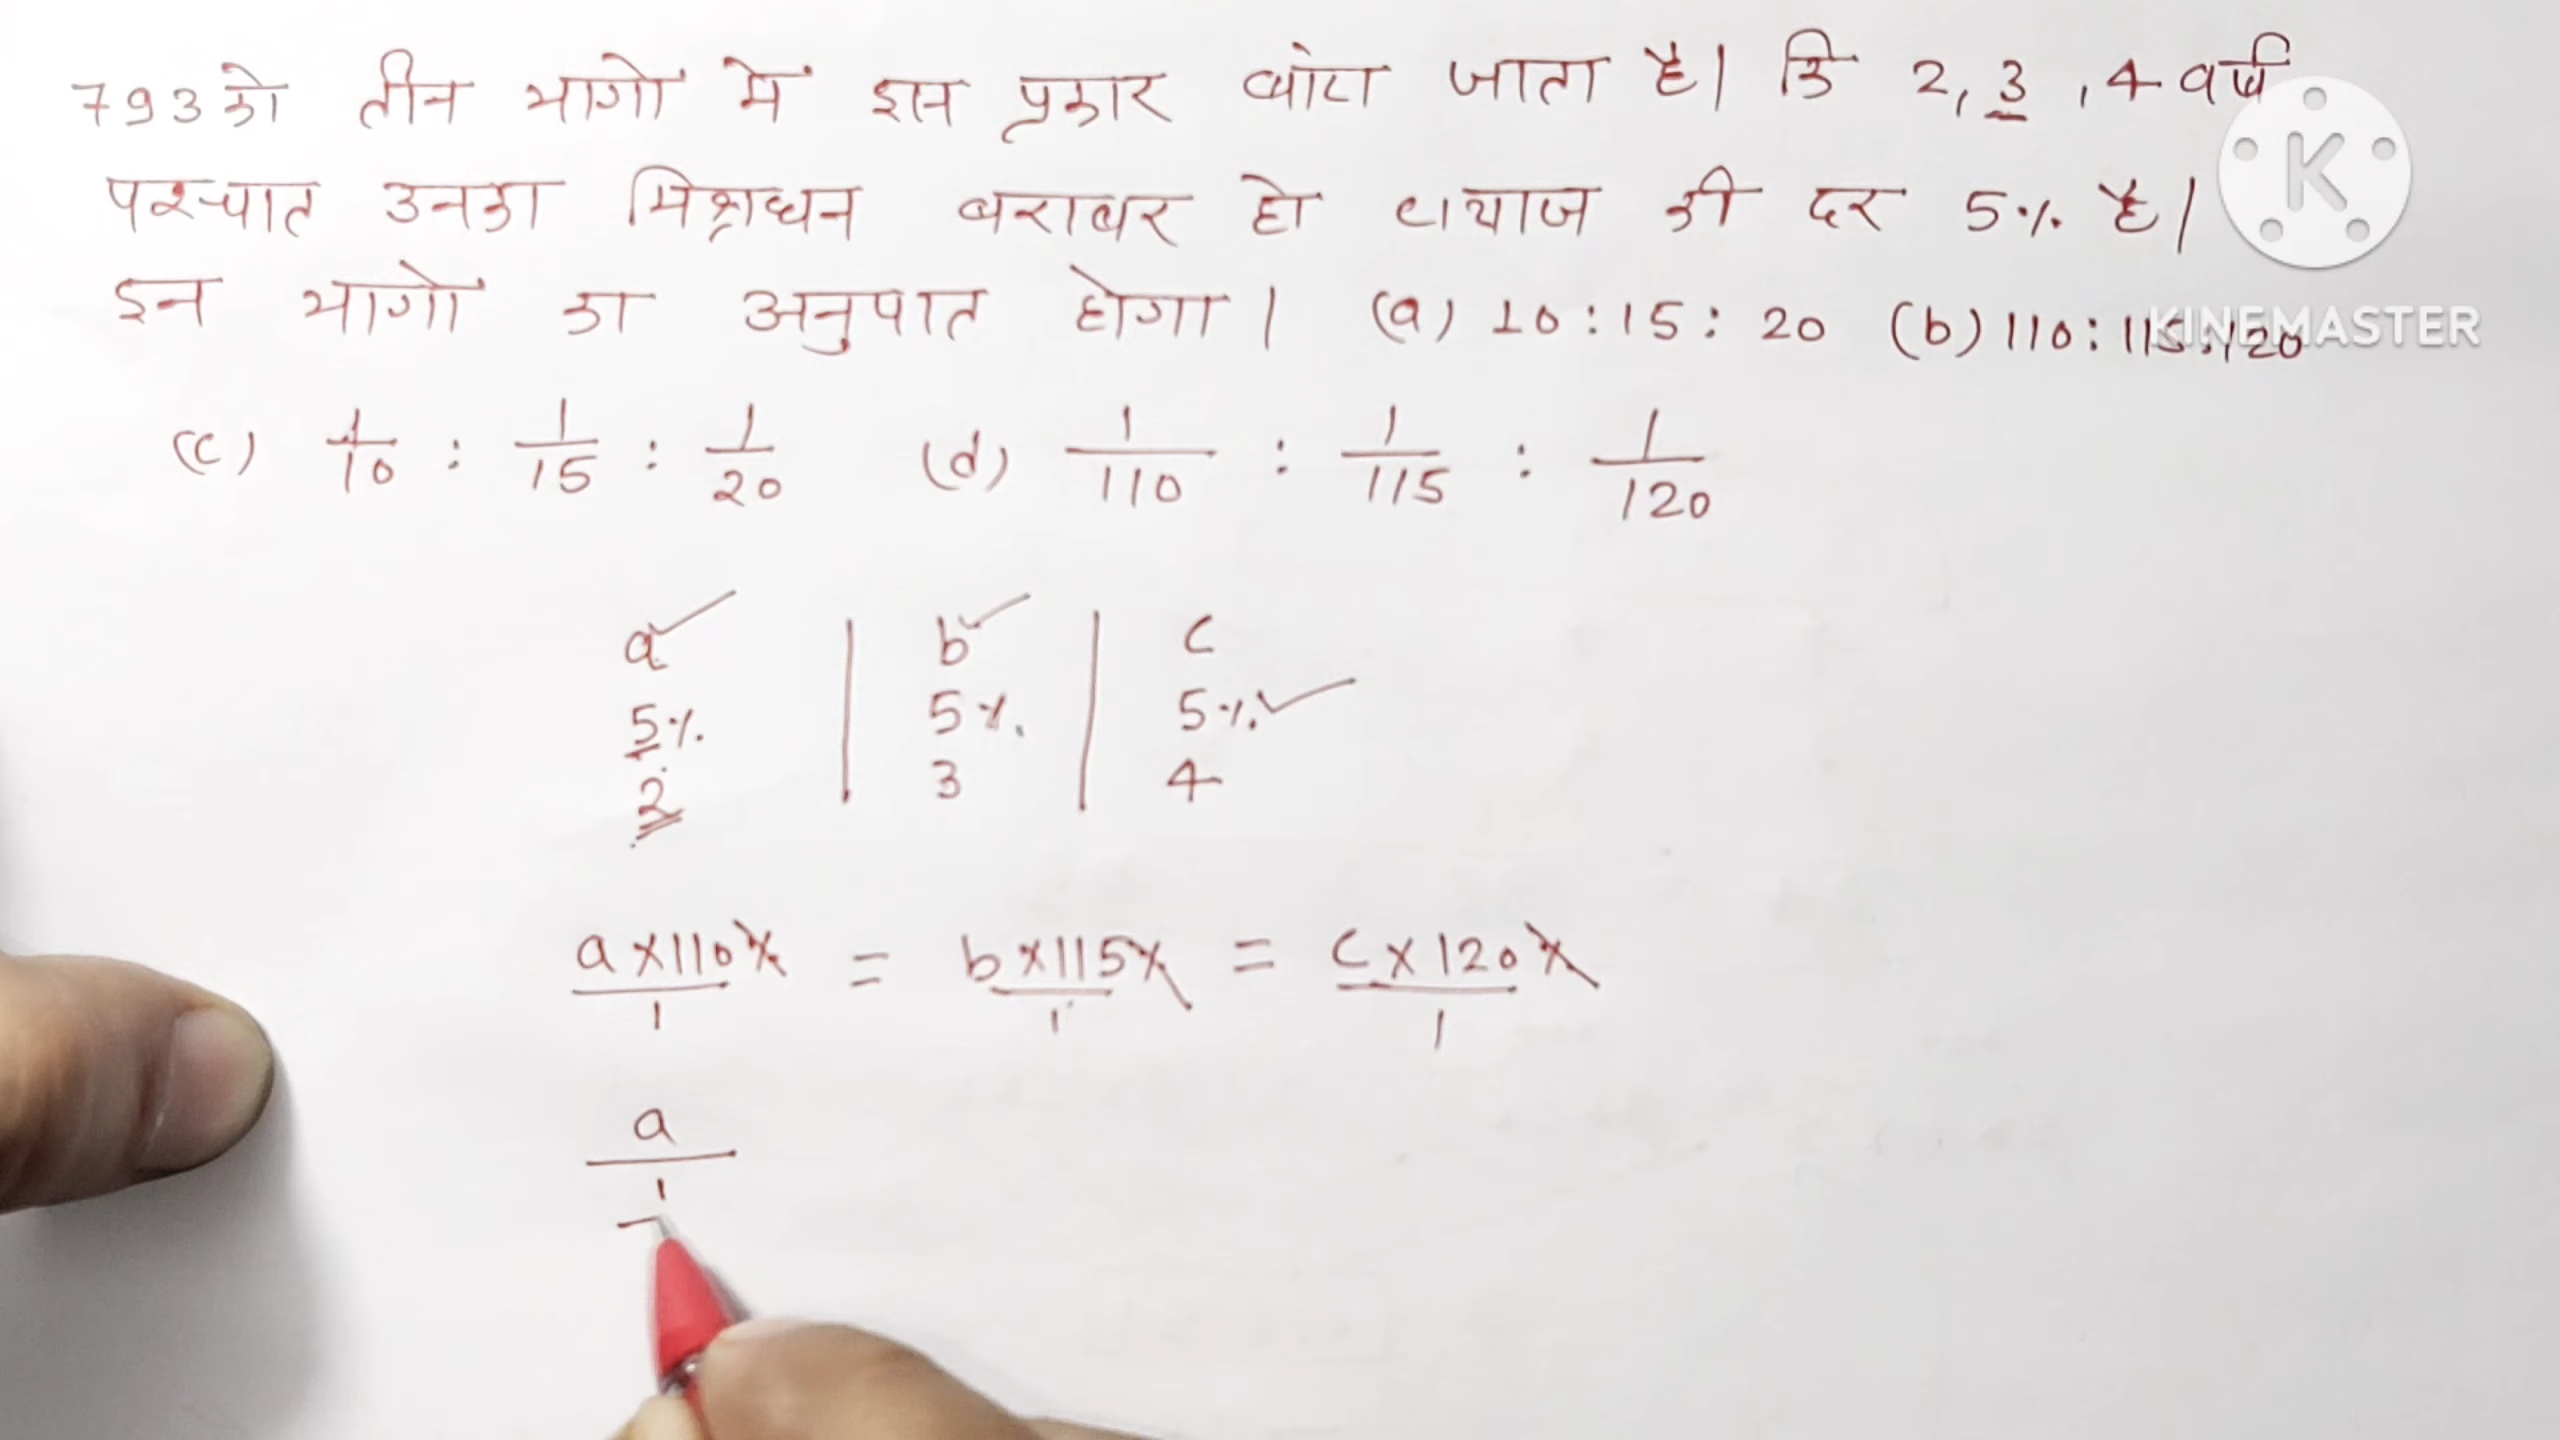 793को तीन भागो में इस प्रकार बांटा जाता है। कि 2, 3, 4 वर्ष
पश्चात उनका मिश्रधन बराबर हो ब्याज की दर 5% है।
इन भागो का अनुपात होगा। (a) 10 : 15 : 20 (b) 110 : 115 : 120
(c) 1/10 : 1/15 : 1/20 (d) 1/110 : 1/115 : 1/120
a b c
5% 5% 5%
2 3 4
a×110%/1 = b×115%/1 = c×120%/1
a/1
K
KINEMASTER